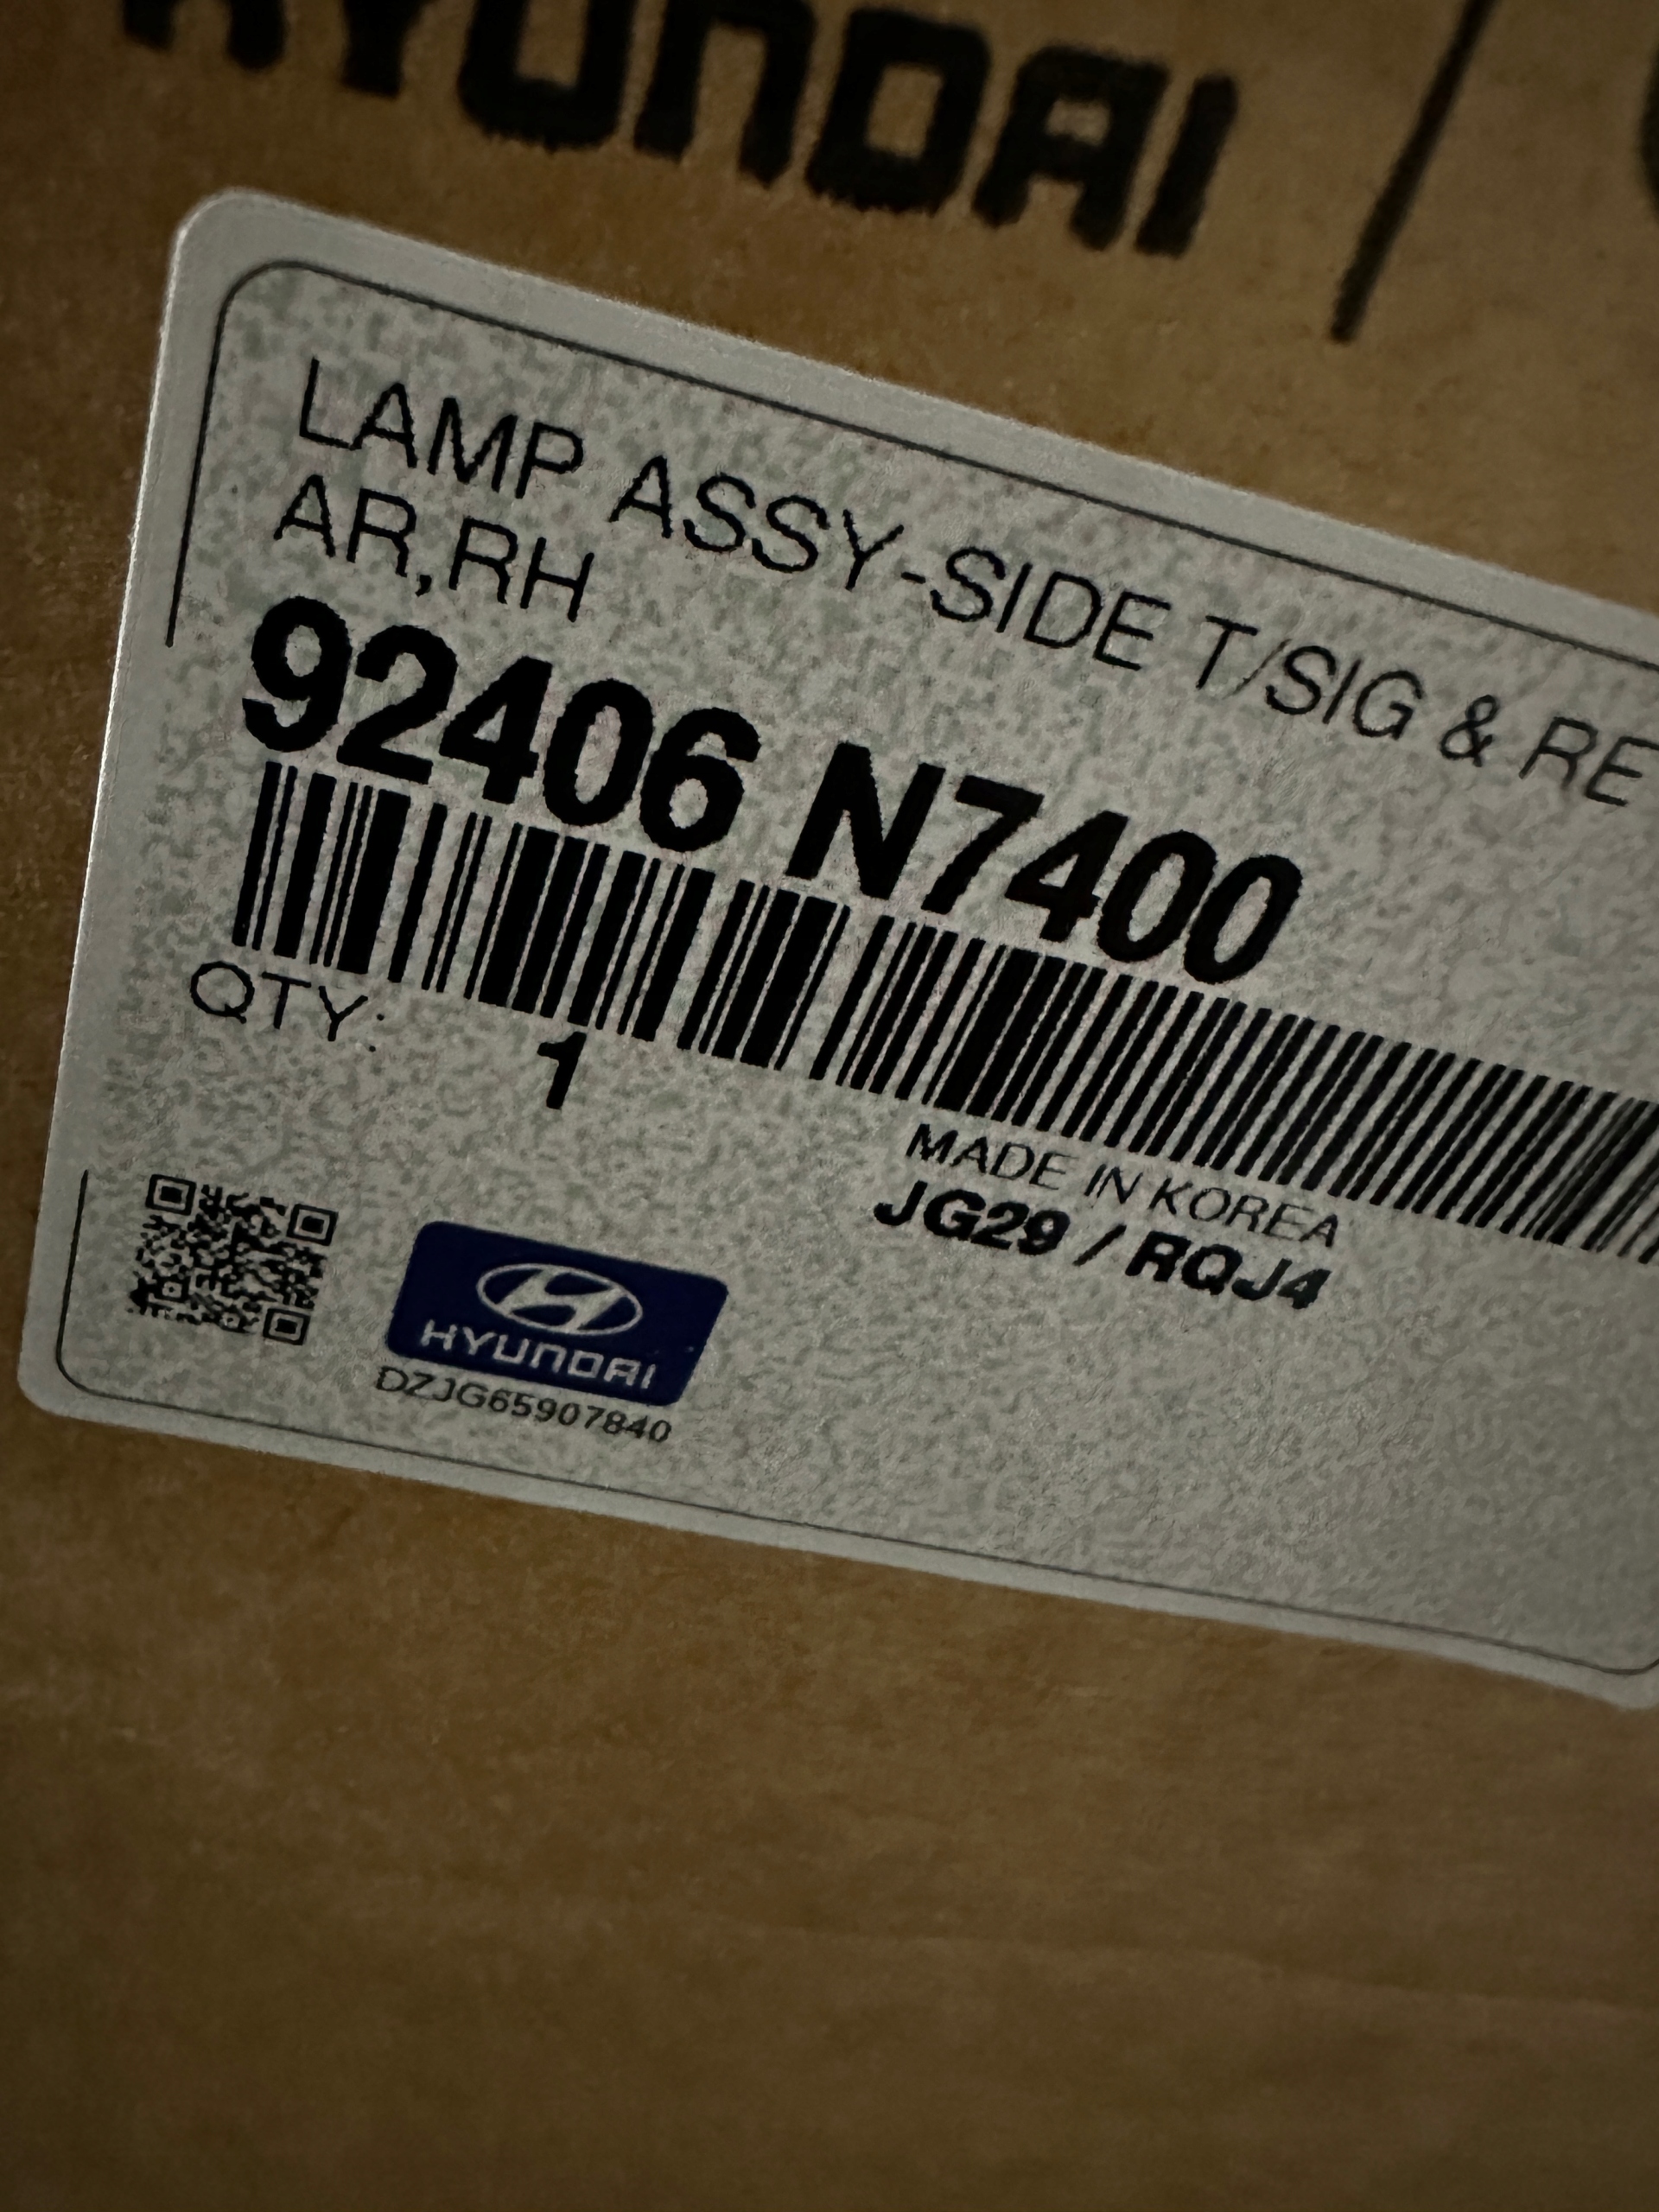 HYUNDAI
LAMP ASSY-SIDE T/SIG & RE
AR,RH
92406 N7400
QTY: 1
MADE IN KOREA
JG29 / RQJ4
HYUNDAI
DZJG65907840